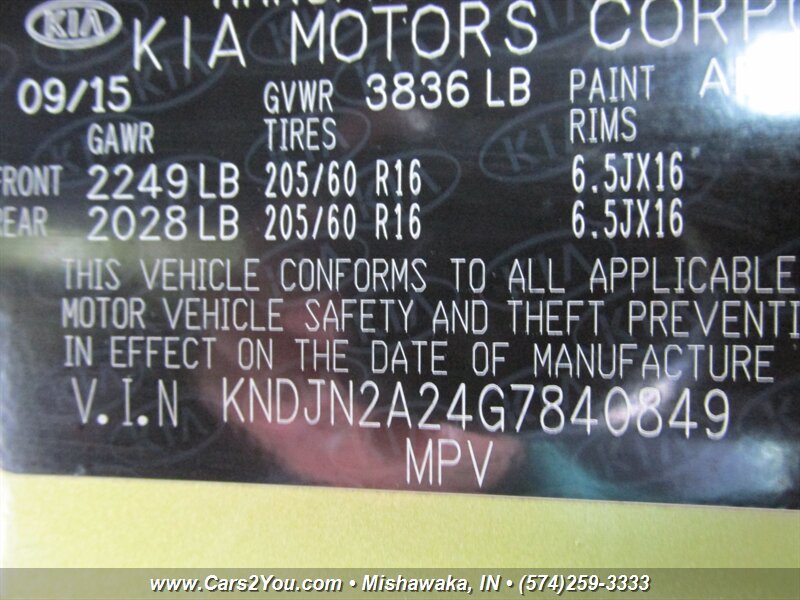 KIA
KIA MOTORS
09/15 GVWR 3836 LB PAINT
GAWR TIRES RIMS
FRONT 2249 LB 205/60 R16 6.5JX16
REAR 2028 LB 205/60 R16 6.5JX16
THIS VEHICLE CONFORMS TO ALL APPLICABLE
MOTOR VEHICLE SAFETY AND THEFT PREVENTI
IN EFFECT ON THE DATE OF MANUFACTURE
V.I.N KNDJN2A24G7840849
MPV
www.Cars2You.com • Mishawaka, IN • (574)259-3333